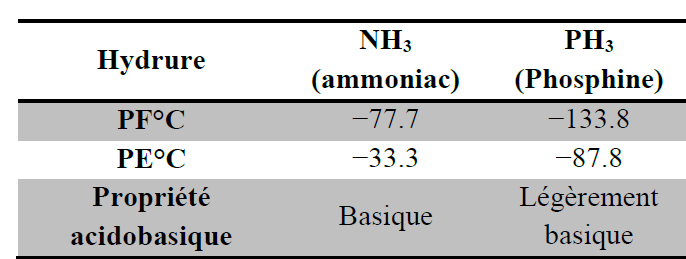 Hydrure NH₃ (ammoniac) PH₃ (Phosphine)
PF°C −77.7 −133.8
PE°C −33.3 −87.8
Propriété acidobasique Basique Légèrement basique